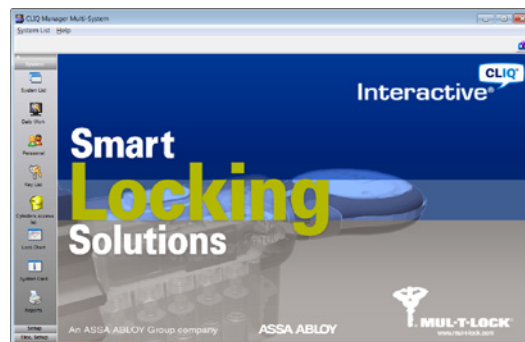 CLIQ Manager Multi-System
System List Help
System
System List
Daily Work
Personnel
Key List
Cylinders access
list
Lock Chart
System Card
Reports
Setup
Hex. Setup
CLIQ®
Interactive®
Smart
Locking
Solutions
An ASSA ABLOY Group company
ASSA ABLOY
MUL-T-LOCK®
www.mul-t-lock.com